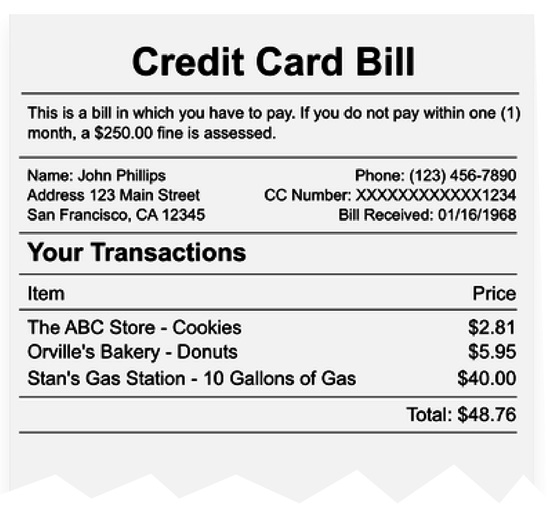 Credit Card Bill
This is a bill in which you have to pay. If you do not pay within one (1)
month, a $250.00 fine is assessed.
Name: John Phillips Phone: (123) 456-7890
Address 123 Main Street CC Number: XXXXXXXXXXXX1234
San Francisco, CA 12345 Bill Received: 01/16/1968
Your Transactions
Item Price
The ABC Store - Cookies $2.81
Orville's Bakery - Donuts $5.95
Stan's Gas Station - 10 Gallons of Gas $40.00
Total: $48.76